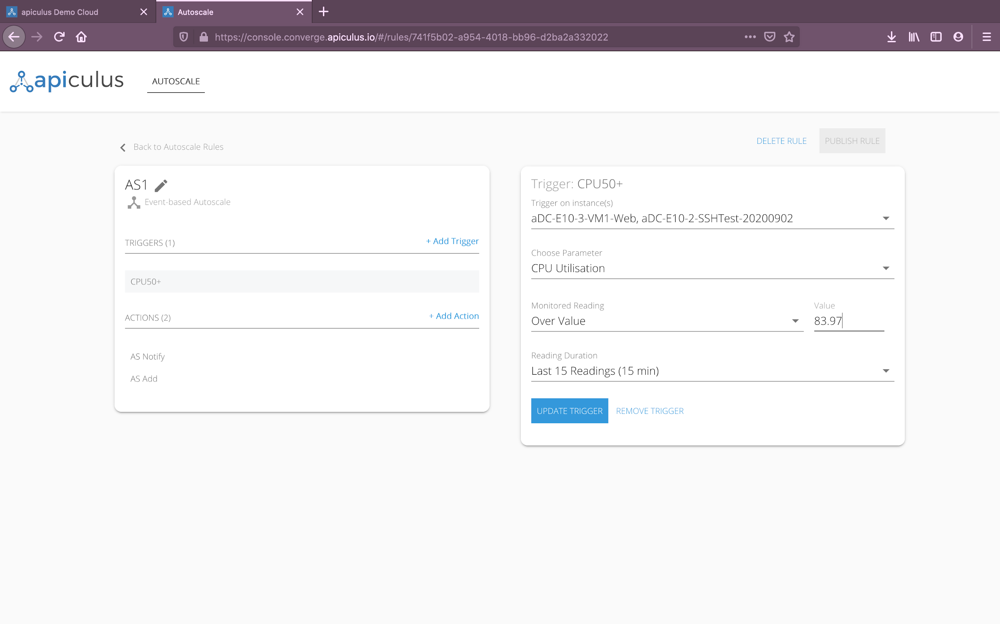 apiculus Demo Cloud
Autoscale
https://console.converge.apiculus.io/#/rules/741f5b02-a954-4018-bb96-d2ba2a332022
apiculus
AUTOSCALE
Back to Autoscale Rules
DELETE RULE
PUBLISH RULE
AS1
Event-based Autoscale
TRIGGERS (1)
+ Add Trigger
CPU50+
ACTIONS (2)
+ Add Action
AS Notify
AS Add
Trigger: CPU50+
Trigger on instance(s)
aDC-E10-3-VM1-Web, aDC-E10-2-SSHTest-20200902
Choose Parameter
CPU Utilisation
Monitored Reading
Over Value
Value
83.97
Reading Duration
Last 15 Readings (15 min)
UPDATE TRIGGER
REMOVE TRIGGER